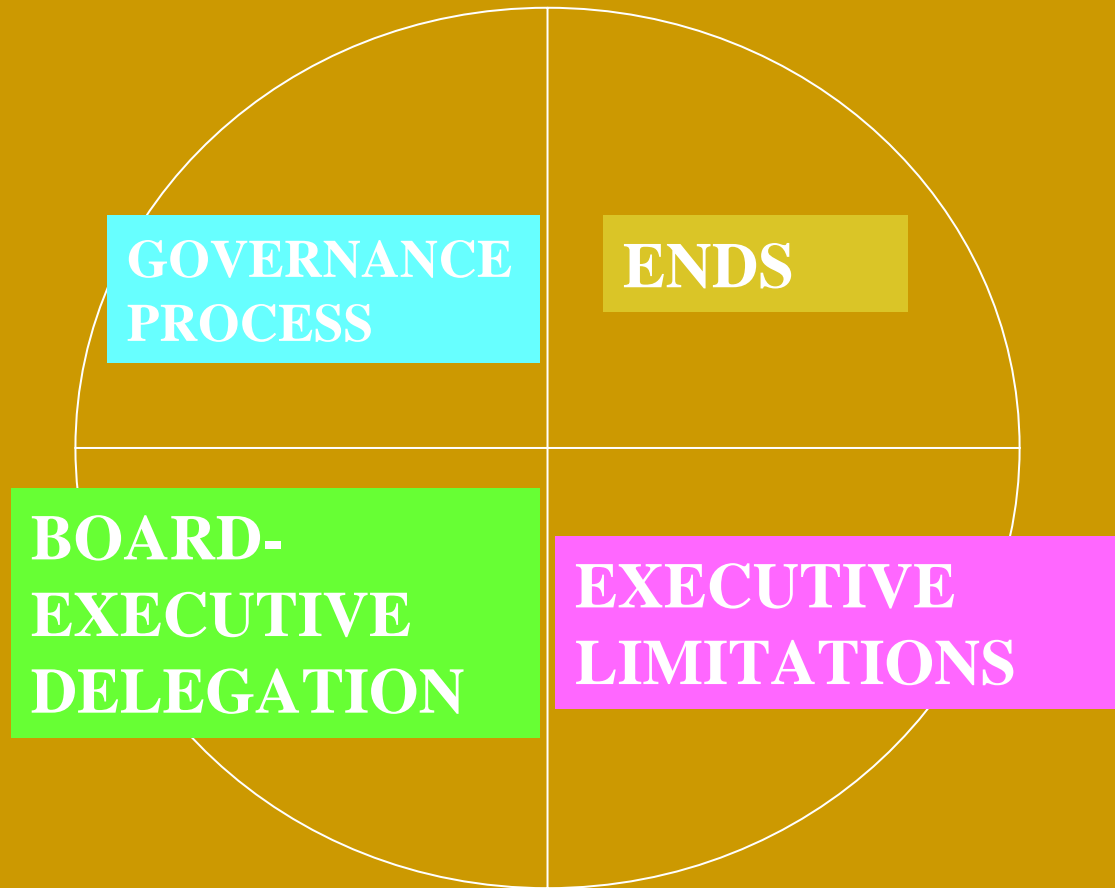 GOVERNANCE
PROCESS
ENDS
BOARD-
EXECUTIVE
DELEGATION
EXECUTIVE
LIMITATIONS